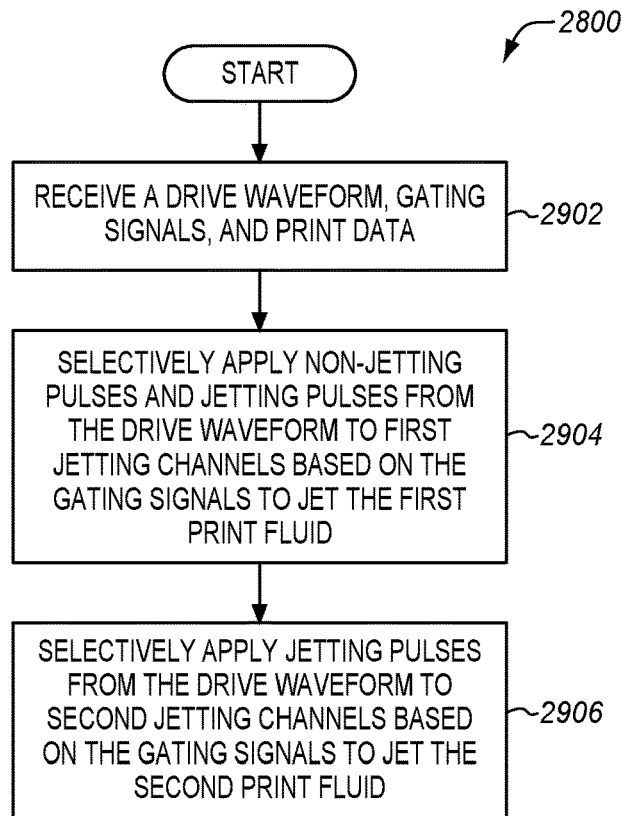 2800
START
RECEIVE A DRIVE WAVEFORM, GATING
SIGNALS, AND PRINT DATA
2902
SELECTIVELY APPLY NON-JETTING
PULSES AND JETTING PULSES FROM
THE DRIVE WAVEFORM TO FIRST
JETTING CHANNELS BASED ON THE
GATING SIGNALS TO JET THE FIRST
PRINT FLUID
2904
SELECTIVELY APPLY JETTING PULSES
FROM THE DRIVE WAVEFORM TO
SECOND JETTING CHANNELS BASED
ON THE GATING SIGNALS TO JET THE
SECOND PRINT FLUID
2906